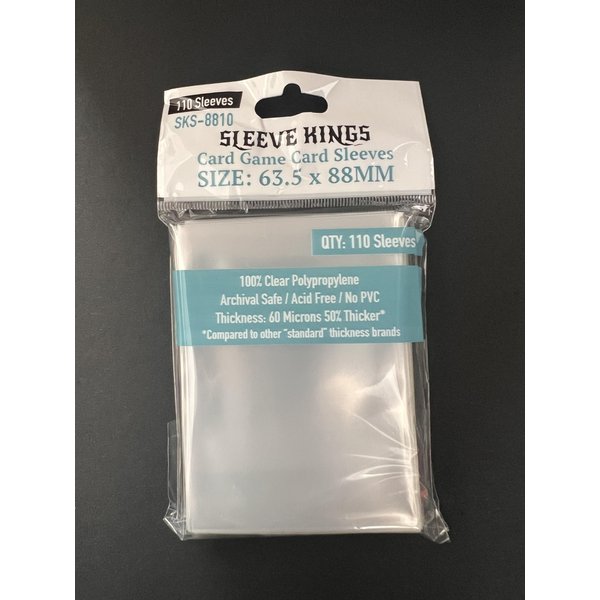 110 Sleeves
SKS-8810
SLEEVE KINGS
Card Game Card Sleeves
SIZE: 63.5 x 88MM
QTY: 110 Sleeves
100% Clear Polypropylene
Archival Safe / Acid Free / No PVC
Thickness: 60 Microns 50% Thicker*
*Compared to other "standard" thickness brands